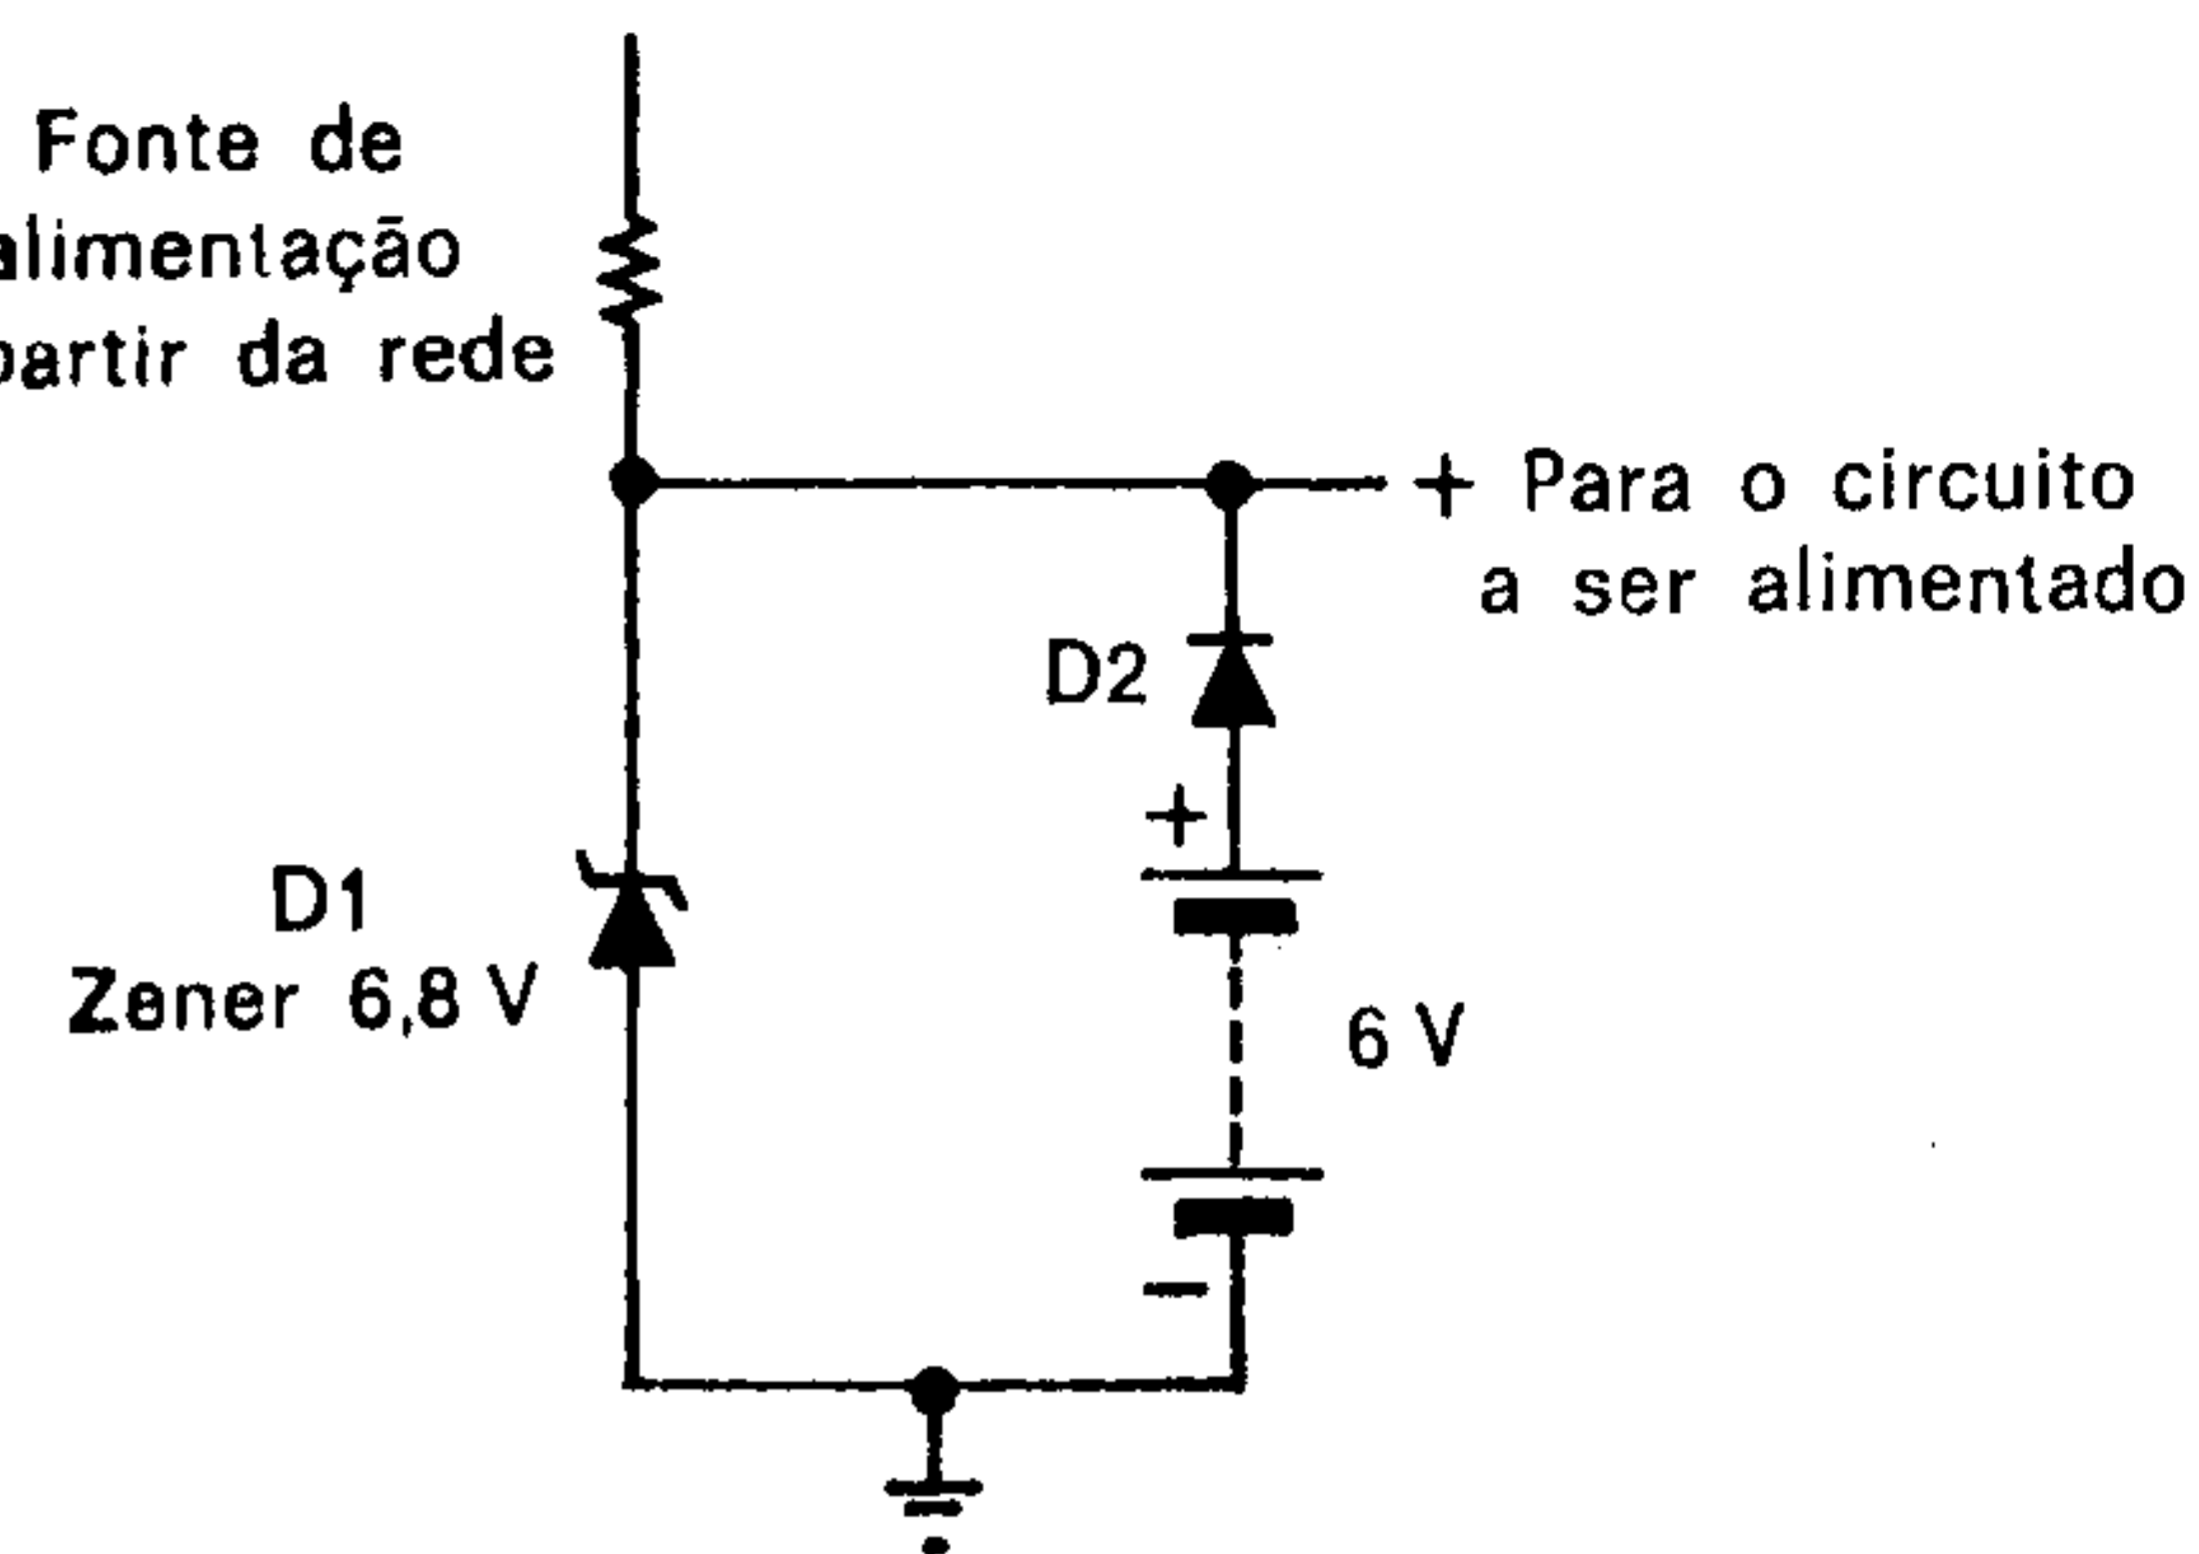 Fonte de
alimentação
partir da rede
+ Para o circuito
a ser alimentado
D2
+
D1
Zener 6,8 V
6 V
−